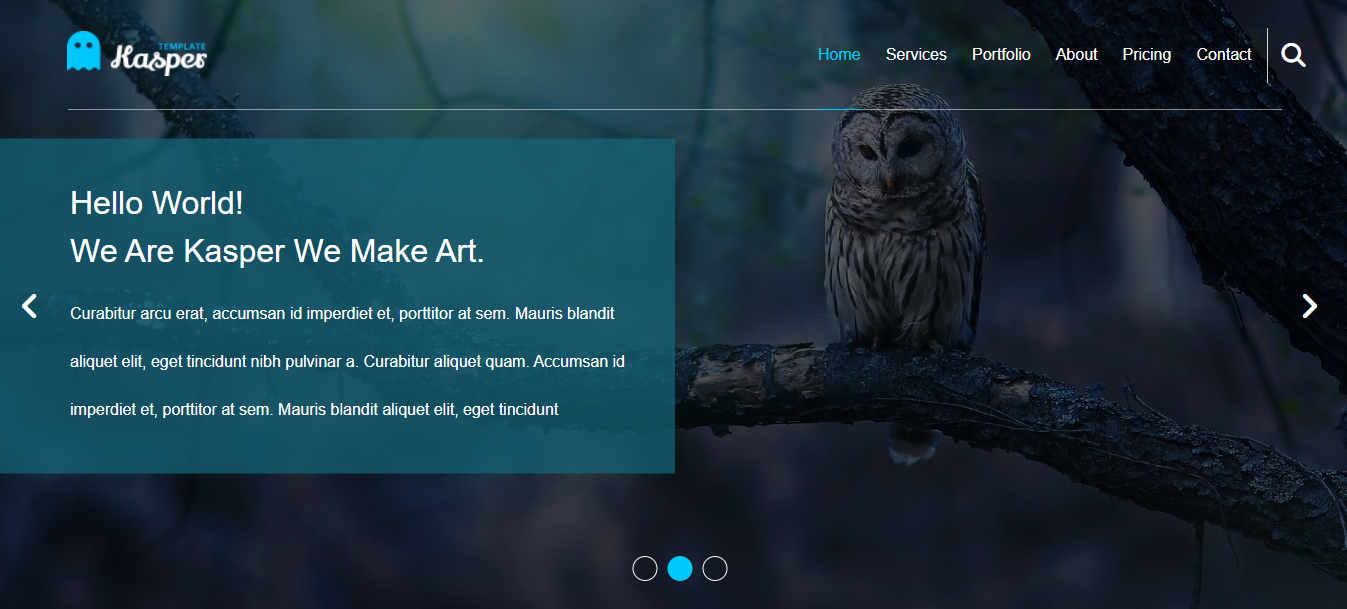 TEMPLATE
Kasper
Home Services Portfolio About Pricing Contact
Hello World!
We Are Kasper We Make Art.
Curabitur arcu erat, accumsan id imperdiet et, porttitor at sem. Mauris blandit
aliquet elit, eget tincidunt nibh pulvinar a. Curabitur aliquet quam. Accumsan id
imperdiet et, porttitor at sem. Mauris blandit aliquet elit, eget tincidunt